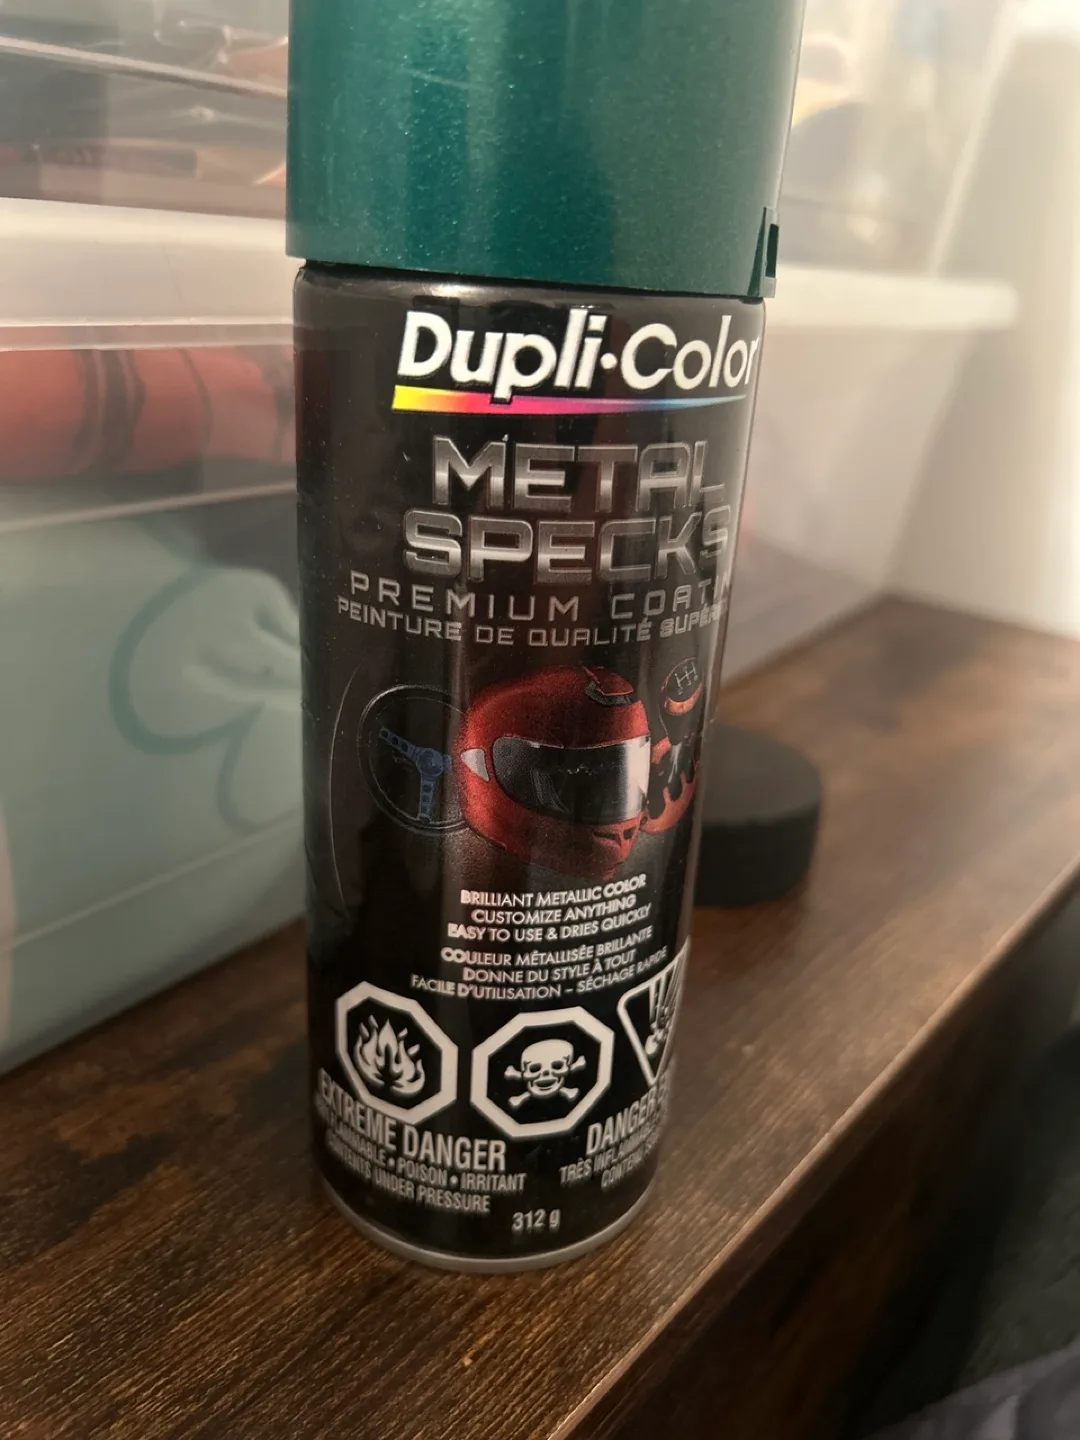 Dupli·Color
METAL
SPECKS
PREMIUM
PEINTURE DE QUALITÉ
BRILLIANT METALLIC COLOR
CUSTOMIZE ANYTHING
EASY TO USE & DRIES QUICKLY
COULEUR MÉTALLISÉE BRILLANTE
DONNE DU STYLE À TOUT
FACILE D'UTILISATION – SÉCHAGE RAPIDE
EXTREME DANGER
POISON • IRRITANT
UNDER PRESSURE
DANGER
TRÈS
312 g